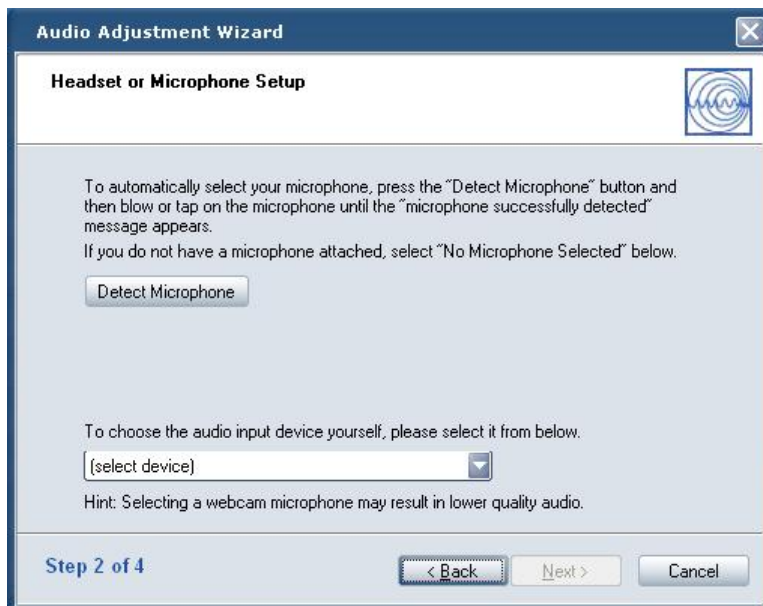 Audio Adjustment Wizard
Headset or Microphone Setup
To automatically select your microphone, press the "Detect Microphone" button and
then blow or tap on the microphone until the "microphone successfully detected"
message appears.
If you do not have a microphone attached, select "No Microphone Selected" below.
Detect Microphone
To choose the audio input device yourself, please select it from below.
(select device)
Hint: Selecting a webcam microphone may result in lower quality audio.
Step 2 of 4
< Back
Next >
Cancel